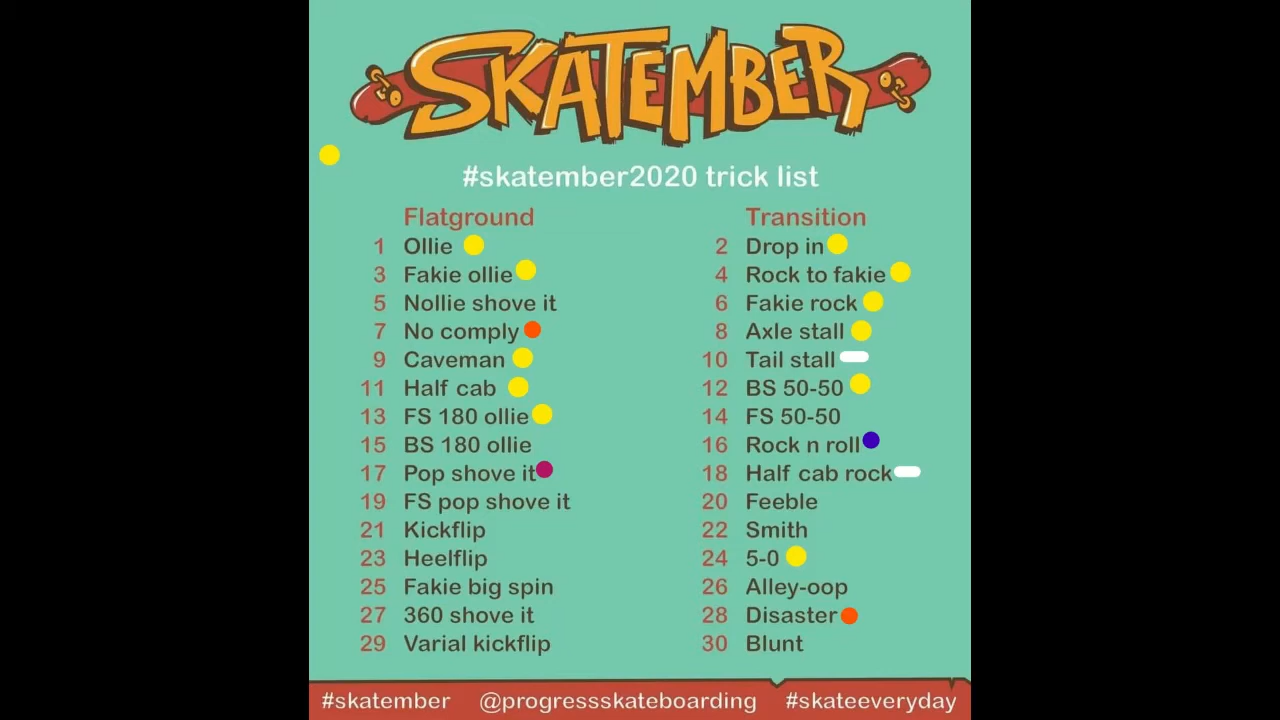 SKATEMBER
#skatember2020 trick list
Flatground
1 Ollie
3 Fakie ollie
5 Nollie shove it
7 No comply
9 Caveman
11 Half cab
13 FS 180 ollie
15 BS 180 ollie
17 Pop shove it
19 FS pop shove it
21 Kickflip
23 Heelflip
25 Fakie big spin
27 360 shove it
29 Varial kickflip
Transition
2 Drop in
4 Rock to fakie
6 Fakie rock
8 Axle stall
10 Tail stall
12 BS 50-50
14 FS 50-50
16 Rock n roll
18 Half cab rock
20 Feeble
22 Smith
24 5-0
26 Alley-oop
28 Disaster
30 Blunt
#skatember @progressskateboarding #skateeveryday